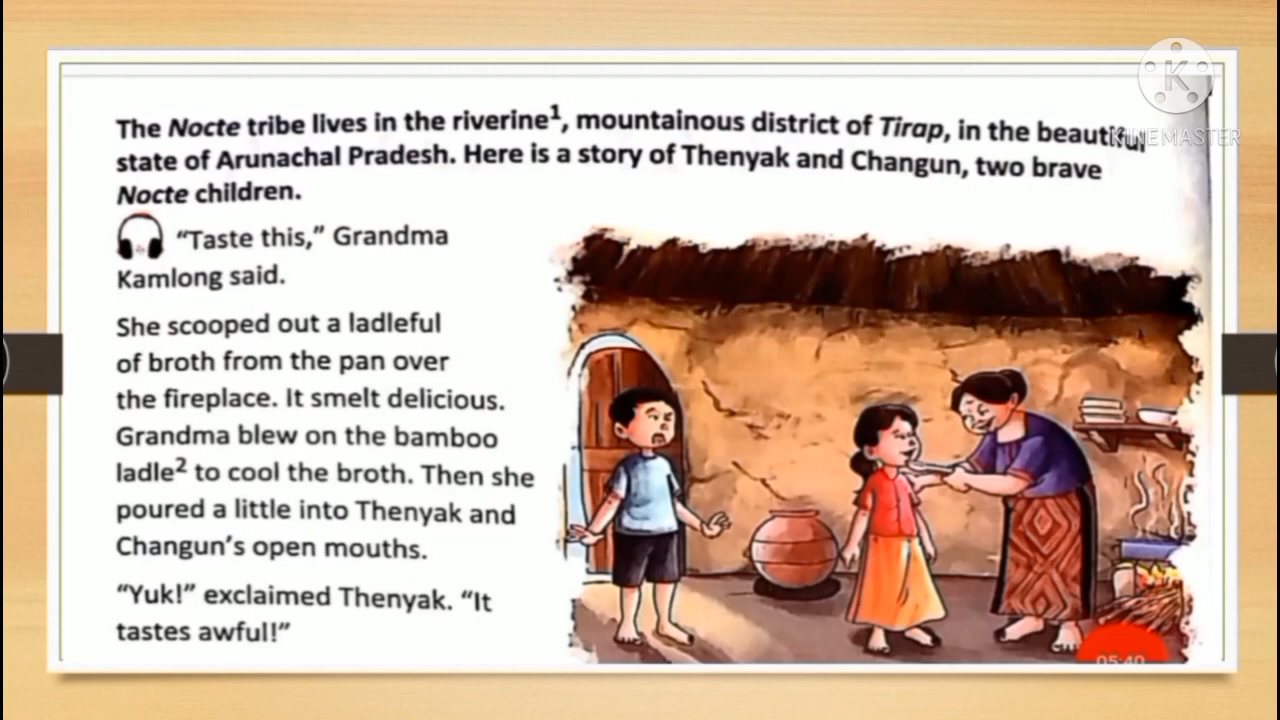 KINEMASTER
The Nocte tribe lives in the riverine¹, mountainous district of Tirap, in the beautiful
state of Arunachal Pradesh. Here is a story of Thenyak and Changun, two brave
Nocte children.
“Taste this,” Grandma
Kamlong said.
She scooped out a ladleful
of broth from the pan over
the fireplace. It smelt delicious.
Grandma blew on the bamboo
ladle² to cool the broth. Then she
poured a little into Thenyak and
Changun’s open mouths.
“Yuk!” exclaimed Thenyak. “It
tastes awful!”
05:40